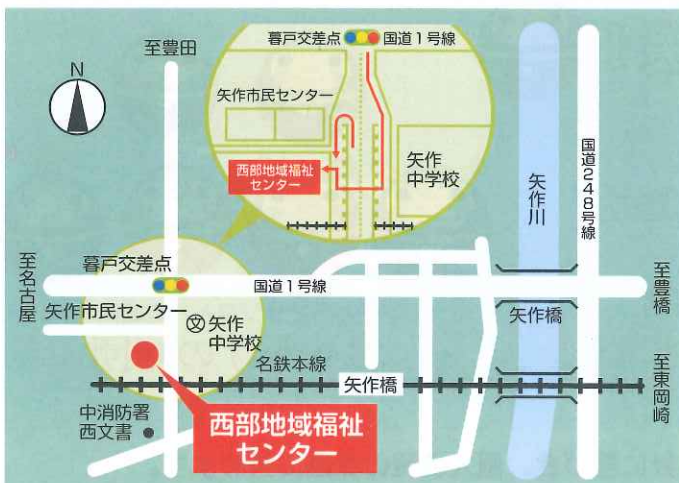 至豊田
N
暮戸交差点
国道1号線
矢作市民センター
西部地域福祉
センター
矢作
中学校
国道248号線
矢作川
至名古屋
暮戸交差点
国道1号線
至豊橋
矢作市民センター
文
矢作
中学校
矢作橋
名鉄本線
矢作橋
至東岡崎
中消防署
西文書
西部地域福祉
センター